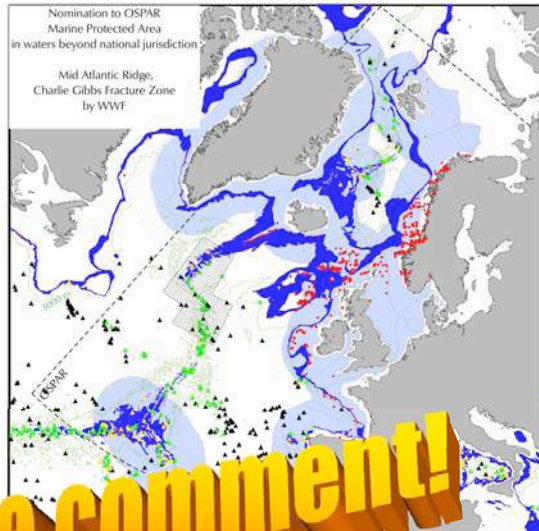 Nomination to OSPAR
Marine Protected Area
in waters beyond national jurisdiction
Mid Atlantic Ridge,
Charlie Gibbs Fracture Zone
by WWF
3000 m
OSPAR
comment!